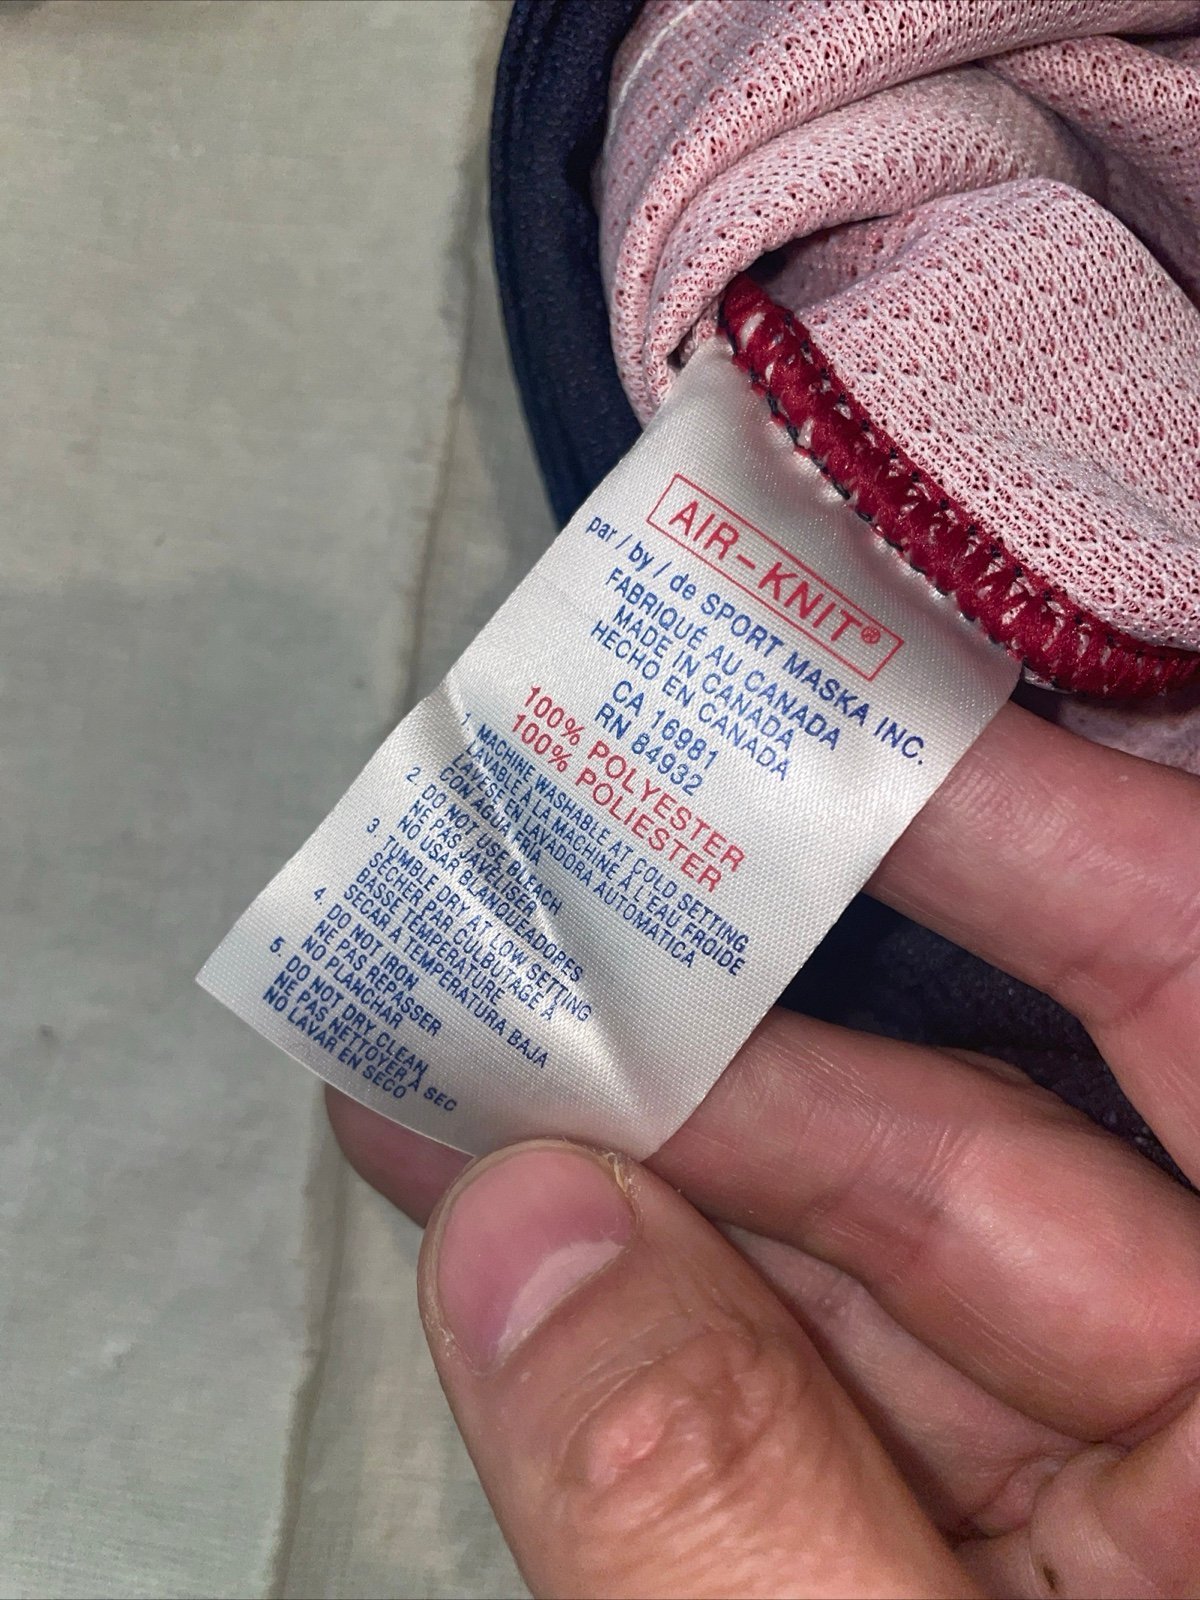 AIR-KNIT®
par / by / de SPORT MASKA INC.
FABRIQUÉ AU CANADA
MADE IN CANADA
HECHO EN CANADA
CA 16981
RN 84932
100% POLYESTER
100% POLIESTER
1. MACHINE WASHABLE AT COLD SETTING
LAVABLE À LA MACHINE À L'EAU FROIDE
LAVESE EN LAVADORA AUTOMATICA
CON AGUA FRIA
2. DO NOT USE BLEACH
NE PAS JAVELISER
NO USAR BLANQUEADORES
3. TUMBLE DRY AT LOW SETTING
SÉCHER PAR CULBUTAGE À
BASSE TEMPÉRATURE
SECAR A TEMPERATURA BAJA
4. DO NOT IRON
NE PAS REPASSER
NO PLANCHAR
5. DO NOT DRY CLEAN
NE PAS NETTOYER À SEC
NO LAVAR EN SECO